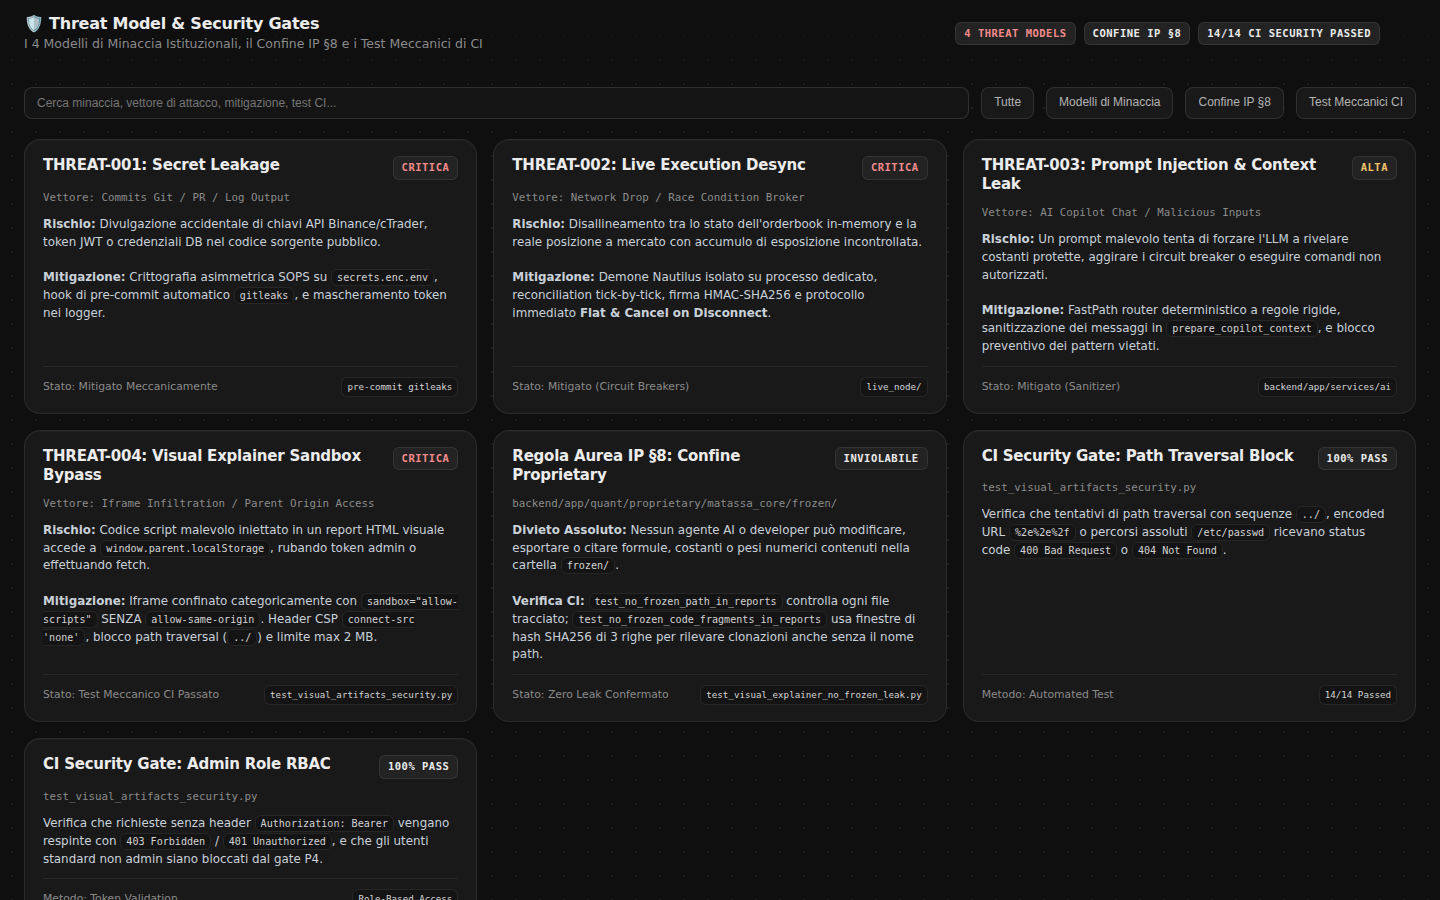 🛡️ Threat Model & Security Gates
I 4 Modelli di Minaccia Istituzionali, il Confine IP §8 e i Test Meccanici di CI
4 THREAT MODELS
CONFINE IP §8
14/14 CI SECURITY PASSED
Cerca minaccia, vettore di attacco, mitigazione, test CI...
Tutte
Modelli di Minaccia
Confine IP §8
Test Meccanici CI
THREAT-001: Secret Leakage
CRITICA
Vettore: Commits Git / PR / Log Output
Rischio: Divulgazione accidentale di chiavi API Binance/cTrader,
token JWT o credenziali DB nel codice sorgente pubblico.
Mitigazione: Crittografia asimmetrica SOPS su secrets.enc.env,
hook di pre-commit automatico gitleaks, e mascheramento token
nei logger.
Stato: Mitigato Meccanicamente
pre-commit gitleaks
THREAT-002: Live Execution Desync
CRITICA
Vettore: Network Drop / Race Condition Broker
Rischio: Disallineamento tra lo stato dell'orderbook in-memory e la
reale posizione a mercato con accumulo di esposizione incontrollata.
Mitigazione: Demone Nautilus isolato su processo dedicato,
reconciliation tick-by-tick, firma HMAC-SHA256 e protocollo
immediato Flat & Cancel on Disconnect.
Stato: Mitigato (Circuit Breakers)
live_node/
THREAT-003: Prompt Injection & Context
Leak
ALTA
Vettore: AI Copilot Chat / Malicious Inputs
Rischio: Un prompt malevolo tenta di forzare l'LLM a rivelare
costanti protette, aggirare i circuit breaker o eseguire comandi non
autorizzati.
Mitigazione: FastPath router deterministico a regole rigide,
sanitizzazione dei messaggi in prepare_copilot_context, e blocco
preventivo dei pattern vietati.
Stato: Mitigato (Sanitizer)
backend/app/services/ai
THREAT-004: Visual Explainer Sandbox
Bypass
CRITICA
Vettore: Iframe Infiltration / Parent Origin Access
Rischio: Codice script malevolo iniettato in un report HTML visuale
accede a window.parent.localStorage, rubando token admin o
effettuando fetch.
Mitigazione: Iframe confinato categoricamente con sandbox="allow-
scripts" SENZA allow-same-origin. Header CSP connect-src
'none', blocco path traversal (../) e limite max 2 MB.
Stato: Test Meccanico CI Passato
test_visual_artifacts_security.py
Regola Aurea IP §8: Confine
Proprietary
INVIOLABILE
backend/app/quant/proprietary/matassa_core/frozen/
Divieto Assoluto: Nessun agente AI o developer può modificare,
esportare o citare formule, costanti o pesi numerici contenuti nella
cartella frozen/.
Verifica CI: test_no_frozen_path_in_reports controlla ogni file
tracciato; test_no_frozen_code_fragments_in_reports usa finestre di
hash SHA256 di 3 righe per rilevare clonazioni anche senza il nome
path.
Stato: Zero Leak Confermato
test_visual_explainer_no_frozen_leak.py
CI Security Gate: Path Traversal Block
100% PASS
test_visual_artifacts_security.py
Verifica che tentativi di path traversal con sequenze ../, encoded
URL %2e%2e%2f o percorsi assoluti /etc/passwd ricevano status
code 400 Bad Request o 404 Not Found.
Metodo: Automated Test
14/14 Passed
CI Security Gate: Admin Role RBAC
100% PASS
test_visual_artifacts_security.py
Verifica che richieste senza header Authorization: Bearer vengano
respinte con 403 Forbidden / 401 Unauthorized, e che gli utenti
standard non admin siano bloccati dal gate P4.
Metodo: Token Validation
Role-Based Access